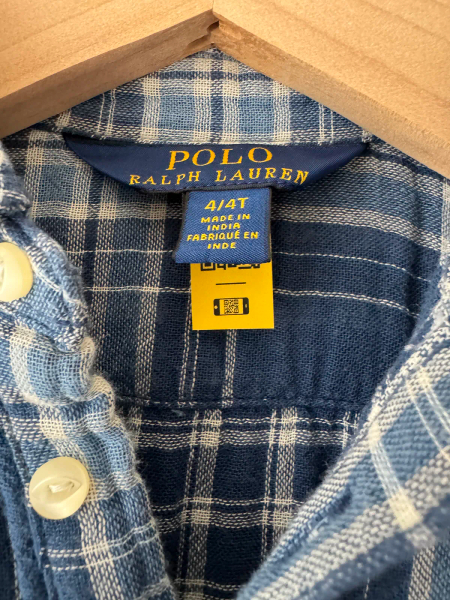 POLO
RALPH LAUREN
4/4T
MADE IN
INDIA
FABRIQUÉ EN
INDE